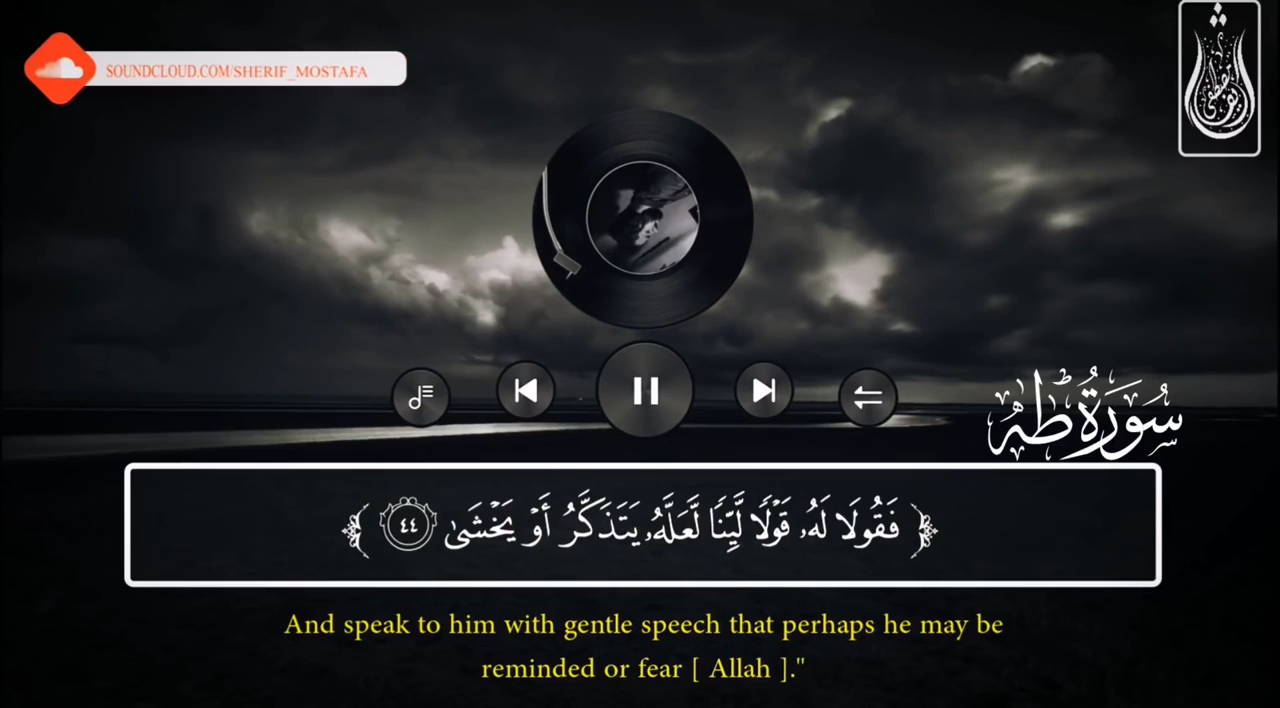 SOUNDCLOUD.COM/SHERIF_MOSTAFA
سُورَةُ طه
فَقُولَا لَهُۥ قَوْلًا لَّيِّنًا لَّعَلَّهُۥ يَتَذَكَّرُ أَوْ يَخْشَىٰ ٤٤
And speak to him with gentle speech that perhaps he may be
reminded or fear [ Allah ]."